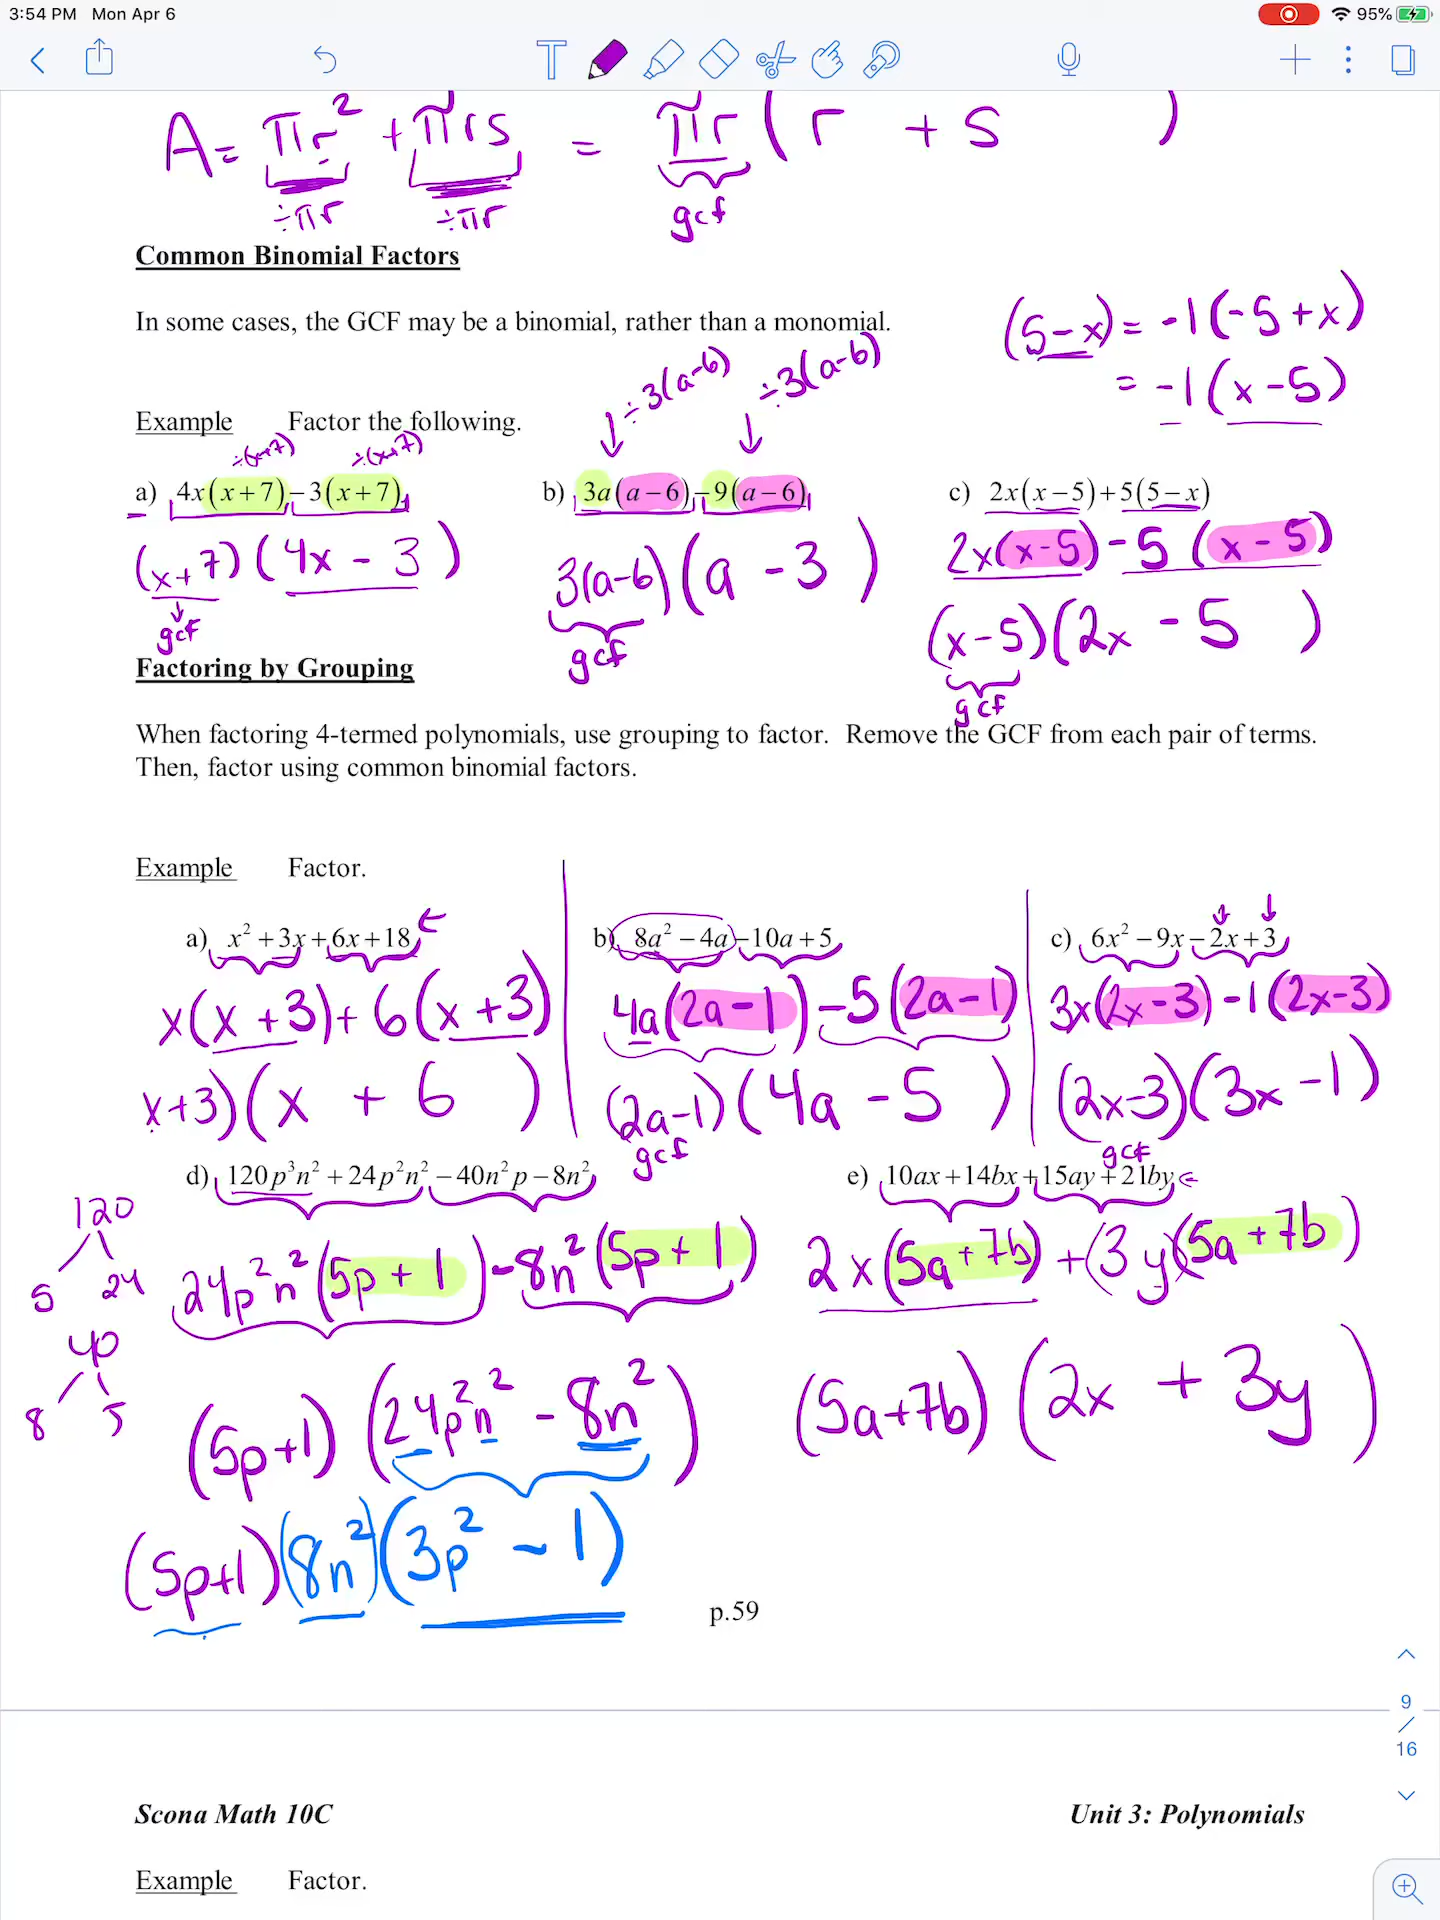 3:54 PM Mon Apr 6 95%
A = πr² + πrs = πr ( r + s )
÷πr ÷πr gcf
Common Binomial Factors
In some cases, the GCF may be a binomial, rather than a monomial.
(5-x) = -1(-5+x)
= -1(x-5)
÷3(a-6) ÷3(a-6)
Example Factor the following.
÷(x+7) ÷(x+7)
a) 4x(x+7)-3(x+7) b) 3a(a-6)-9(a-6) c) 2x(x-5)+5(5-x)
(x+7)(4x - 3) 3(a-6)(a - 3) 2x(x-5)-5(x-5)
gcf gcf (x-5)(2x - 5)
gcf
Factoring by Grouping
When factoring 4-termed polynomials, use grouping to factor. Remove the GCF from each pair of terms.
Then, factor using common binomial factors.
Example Factor.
a) x²+3x+6x+18 b) 8a²-4a-10a+5 c) 6x²-9x-2x+3
x(x+3)+6(x+3) 4a(2a-1)-5(2a-1) 3x(2x-3)-1(2x-3)
x+3)(x + 6) (2a-1)(4a-5) (2x-3)(3x-1)
gcf gcf
d) 120p³n²+24p²n²-40n²p-8n² e) 10ax+14bx+15ay+21by
120
5 24
24p²n²(5p+1)-8n²(5p+1) 2x(5a+7b)+(3y(5a+7b)
40
8 5
(5p+1)(24p²n²-8n²) (5a+7b)(2x + 3y)
(5p+1)(8n²)(3p²-1)
p.59
9
/
16
Scona Math 10C Unit 3: Polynomials
Example Factor.